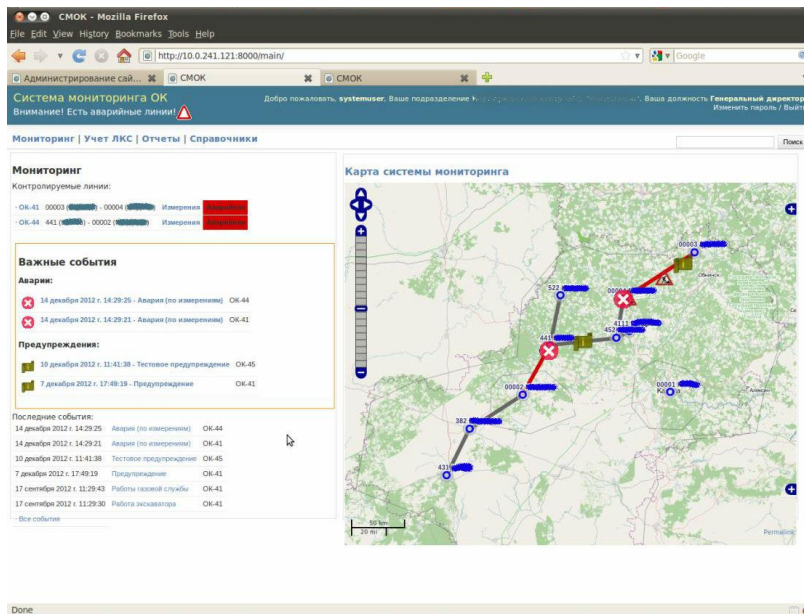 СМОК - Mozilla Firefox
File Edit View History Bookmarks Tools Help
http://10.0.241.121:8000/main/
Google
Администрирование сай...
СМОК
СМОК
Система мониторинга ОК
Добро пожаловать, systemuser, Ваше подразделение
Ваша должность Генеральный директор
Внимание! Есть аварийные линии!
Изменить пароль / Выйти
Мониторинг | Учет ЛКС | Отчеты | Справочники
Поиск
Мониторинг
Контролируемые линии:
· ОК-41 00003 ( ) - 00004 ( ) Измерения
· ОК-44 441 ( ) - 00002 ( ) Измерения
Важные события
Аварии:
14 декабря 2012 г. 14:29:25 - Авария (по измерениям) ОК-44
14 декабря 2012 г. 14:29:21 - Авария (по измерениям) ОК-41
Предупреждения:
10 декабря 2012 г. 11:41:38 - Тестовое предупреждение ОК-45
7 декабря 2012 г. 17:49:19 - Предупреждение ОК-41
Последние события:
14 декабря 2012 г. 14:29:25 Авария (по измерениям) ОК-44
14 декабря 2012 г. 14:29:21 Авария (по измерениям) ОК-41
10 декабря 2012 г. 11:41:38 Тестовое предупреждение ОК-45
7 декабря 2012 г. 17:49:19 Предупреждение ОК-41
17 сентября 2012 г. 11:29:43 Работы газовой службы ОК-41
17 сентября 2012 г. 11:29:30 Работа экскаватора ОК-41
· Все события
Карта системы мониторинга
00003
Обнинск
522
4111
452
441
00002
00001
382
431
50 km
20 mi
Permalink
Done